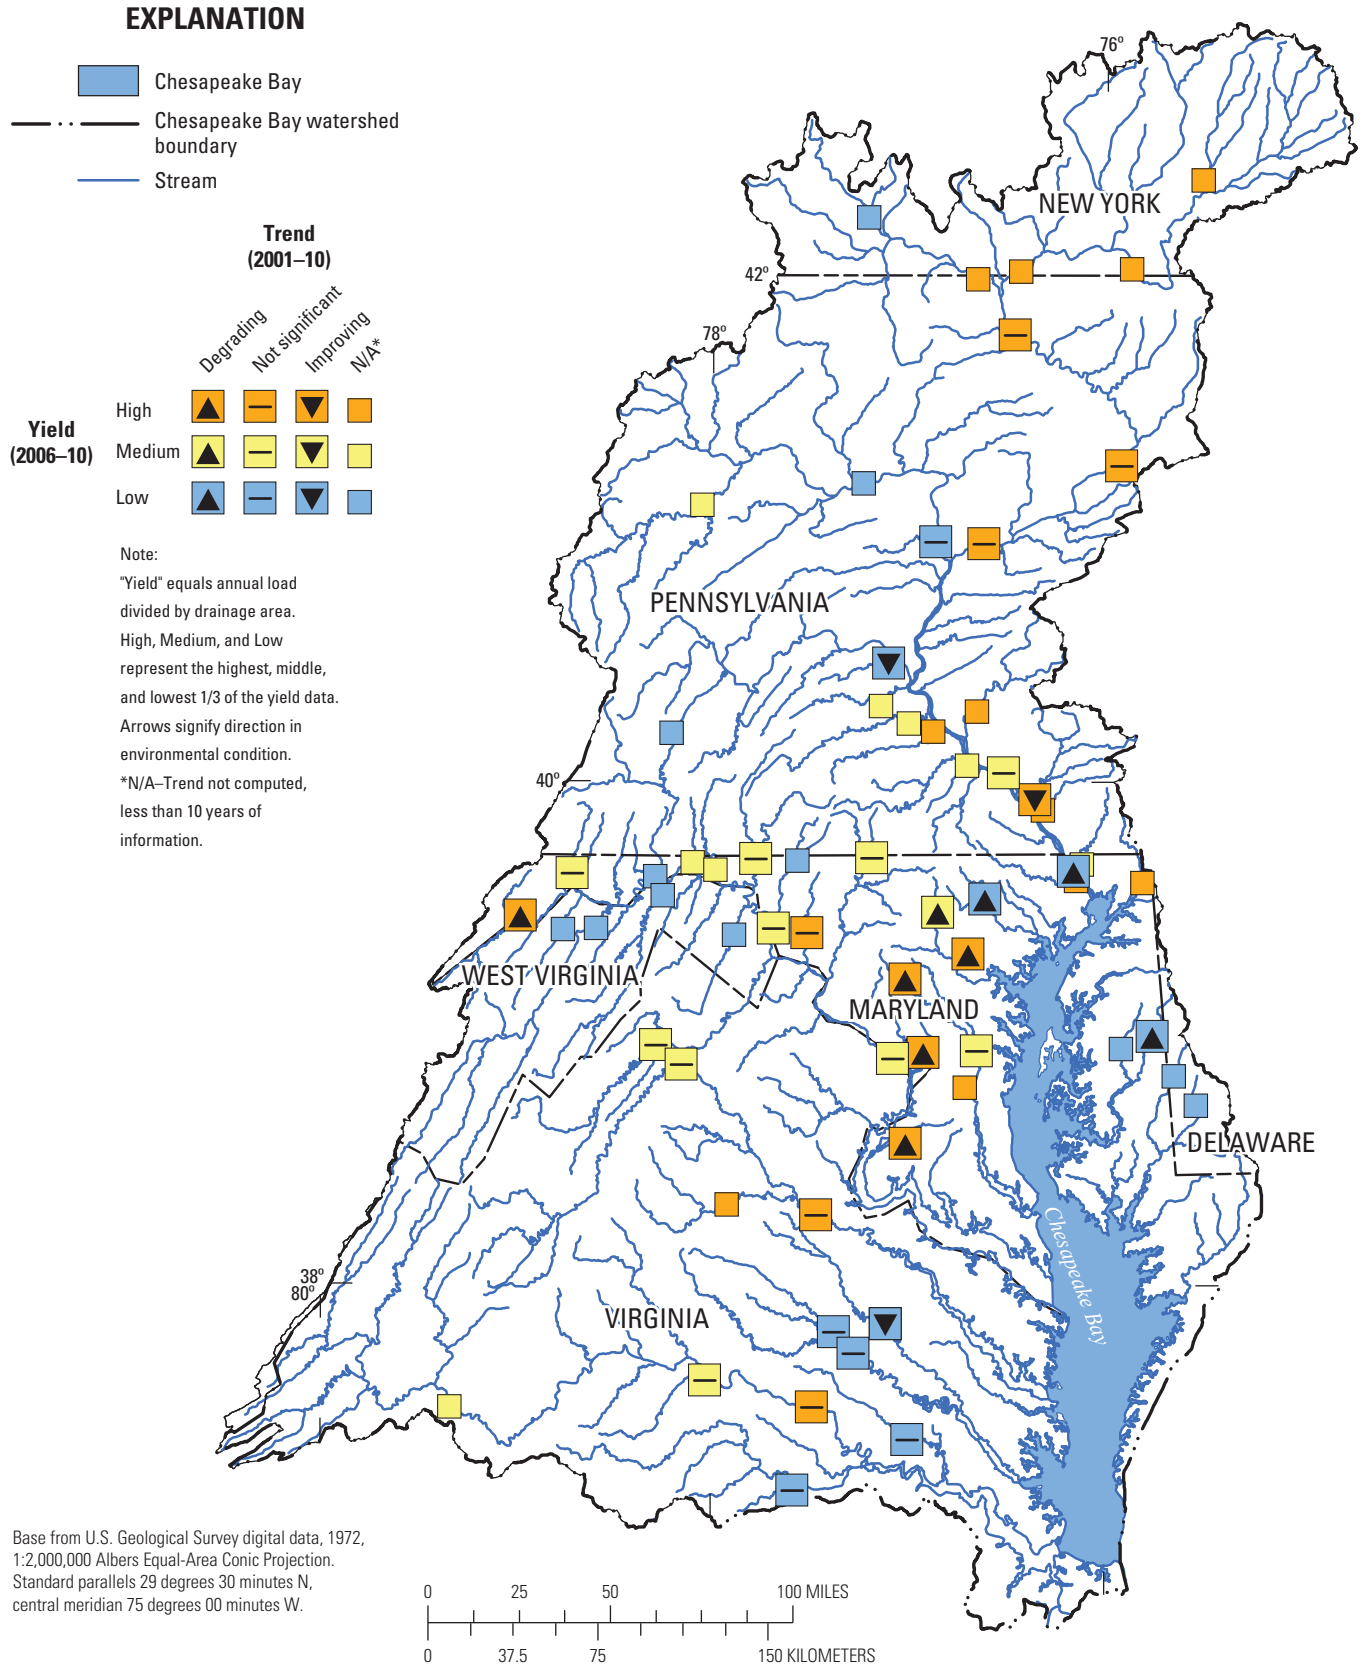 EXPLANATION
Chesapeake Bay
Chesapeake Bay watershed
boundary
Stream
Trend
(2001–10)
Degrading
Not significant
Improving
N/A*
Yield
(2006–10)
High
Medium
Low
Note:
"Yield" equals annual load
divided by drainage area.
High, Medium, and Low
represent the highest, middle,
and lowest 1/3 of the yield data.
Arrows signify direction in
environmental condition.
*N/A–Trend not computed,
less than 10 years of
information.
76°
NEW YORK
42°
78°
PENNSYLVANIA
40°
WEST VIRGINIA
MARYLAND
DELAWARE
Chesapeake Bay
38°
80°
VIRGINIA
Base from U.S. Geological Survey digital data, 1972,
1:2,000,000 Albers Equal-Area Conic Projection.
Standard parallels 29 degrees 30 minutes N,
central meridian 75 degrees 00 minutes W.
0 25 50 100 MILES
0 37.5 75 150 KILOMETERS